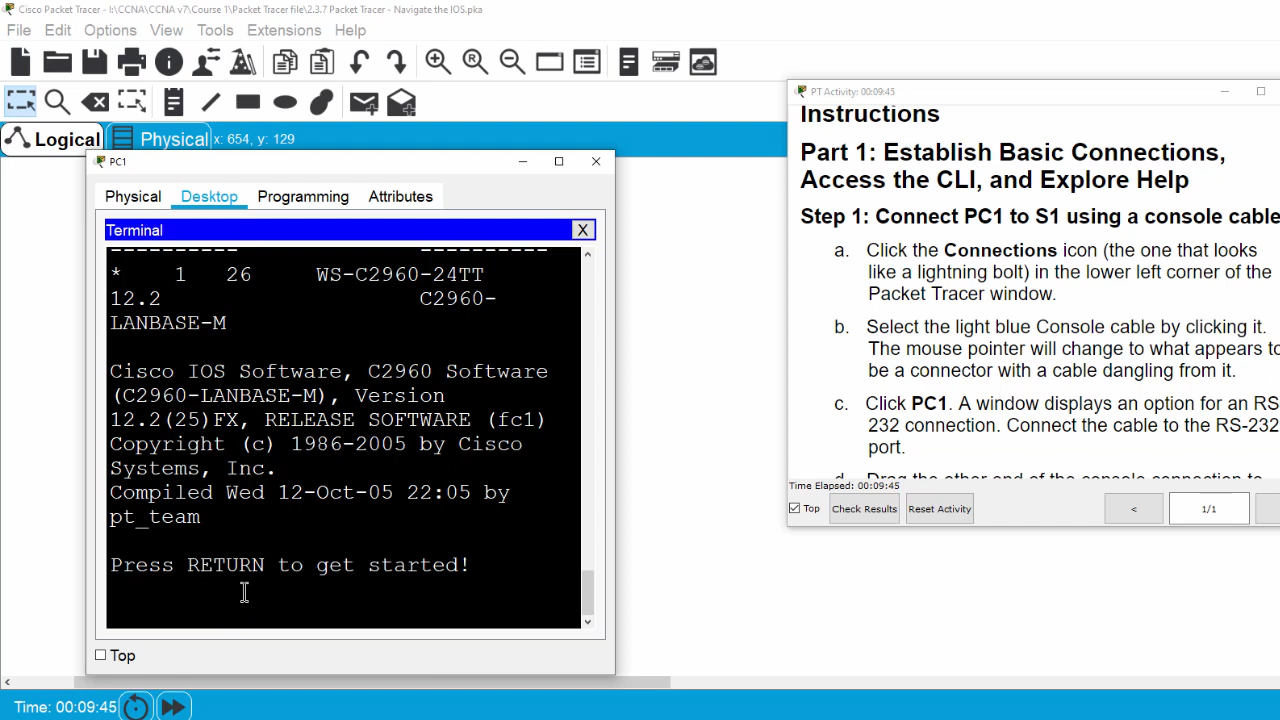 Cisco Packet Tracer - I:\CCNA\CCNA v7\Course 1\Packet Tracer file\2.3.7 Packet Tracer - Navigate the IOS.pka
File Edit Options View Tools Extensions Help
Logical Physical x: 654, y: 129
PC1
Physical Desktop Programming Attributes
Terminal X
---------- ----------
* 1 26 WS-C2960-24TT
12.2 C2960-
LANBASE-M
Cisco IOS Software, C2960 Software
(C2960-LANBASE-M), Version
12.2(25)FX, RELEASE SOFTWARE (fc1)
Copyright (c) 1986-2005 by Cisco
Systems, Inc.
Compiled Wed 12-Oct-05 22:05 by
pt_team
Press RETURN to get started!
Top
Time: 00:09:45
PT Activity: 00:09:45
Instructions
Part 1: Establish Basic Connections,
Access the CLI, and Explore Help
Step 1: Connect PC1 to S1 using a console cable
a. Click the Connections icon (the one that looks
like a lightning bolt) in the lower left corner of the
Packet Tracer window.
b. Select the light blue Console cable by clicking it.
The mouse pointer will change to what appears to
be a connector with a cable dangling from it.
c. Click PC1. A window displays an option for an RS-
232 connection. Connect the cable to the RS-232
port.
d. Drag the other end of the console connection to
Time Elapsed: 00:09:45
Top Check Results Reset Activity < 1/1